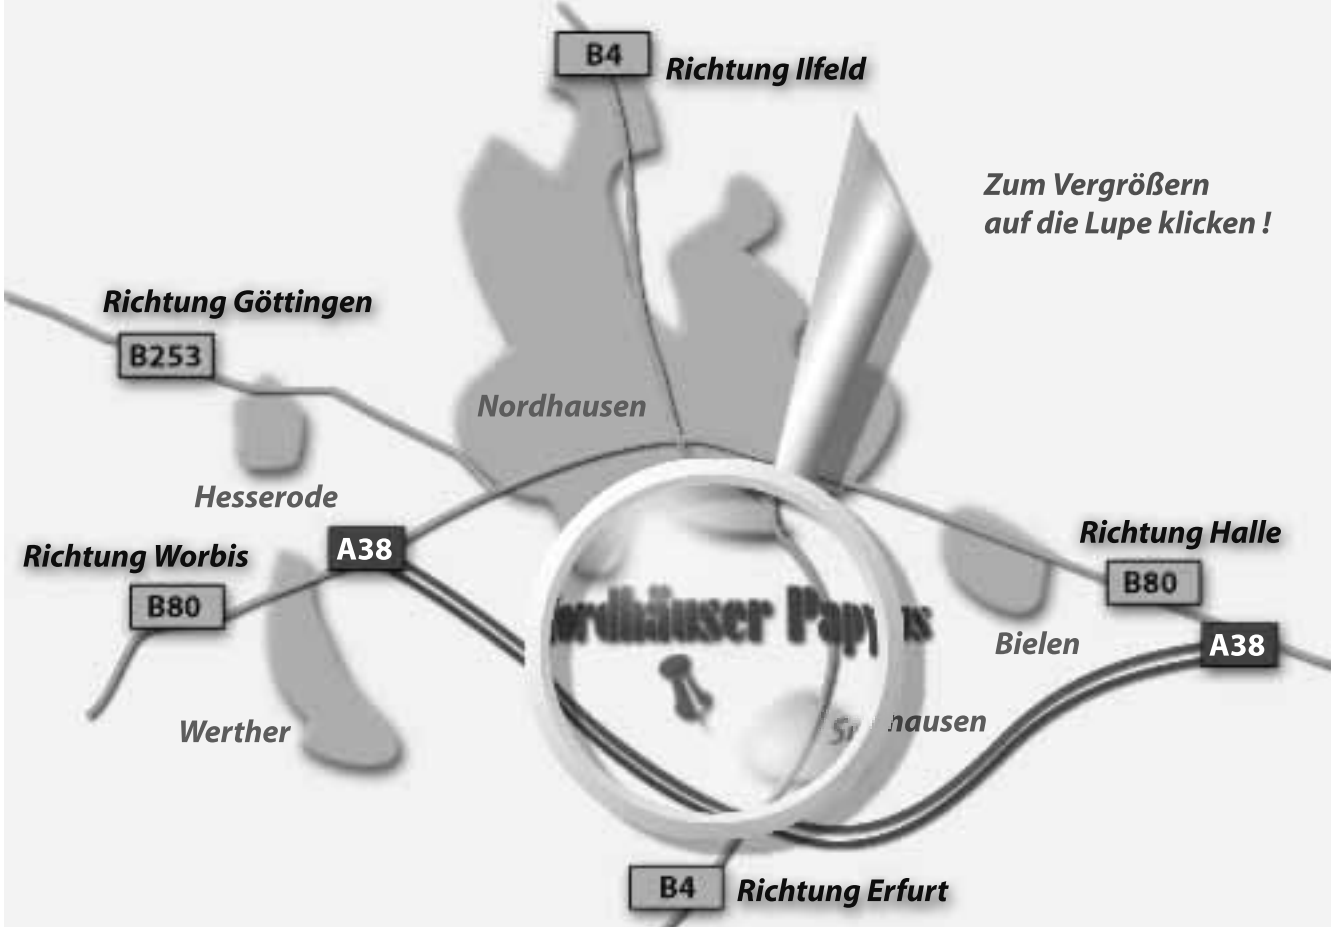 B4
Richtung Ilfeld
Zum Vergrößern
auf die Lupe klicken !
Richtung Göttingen
B253
Nordhausen
Hesserode
Richtung Worbis
A38
B80
Richtung Halle
B80
Bielen
A38
Werther
B4
Richtung Erfurt